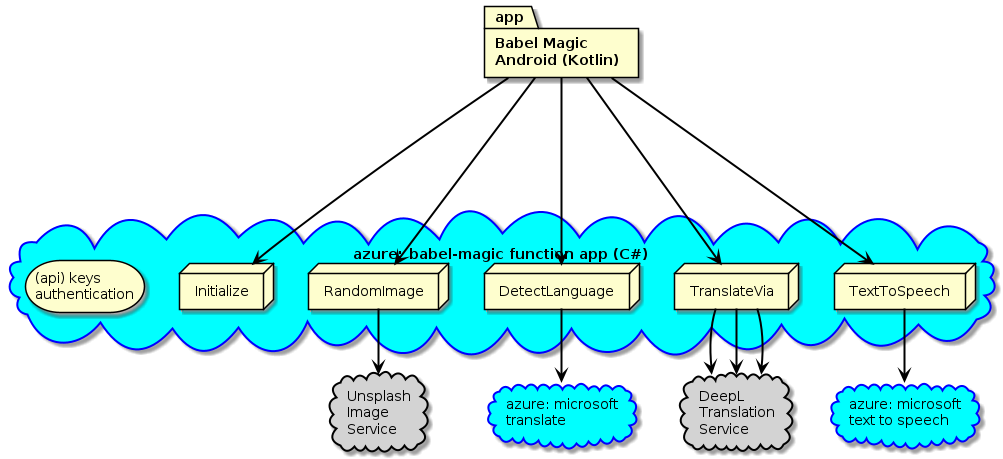 app
Babel Magic
Android (Kotlin)
azure: babel-magic function app (C#)
(api) keys
authentication
Initialize
RandomImage
DetectLanguage
TranslateVia
TextToSpeech
Unsplash
Image
Service
azure: microsoft
translate
DeepL
Translation
Service
azure: microsoft
text to speech